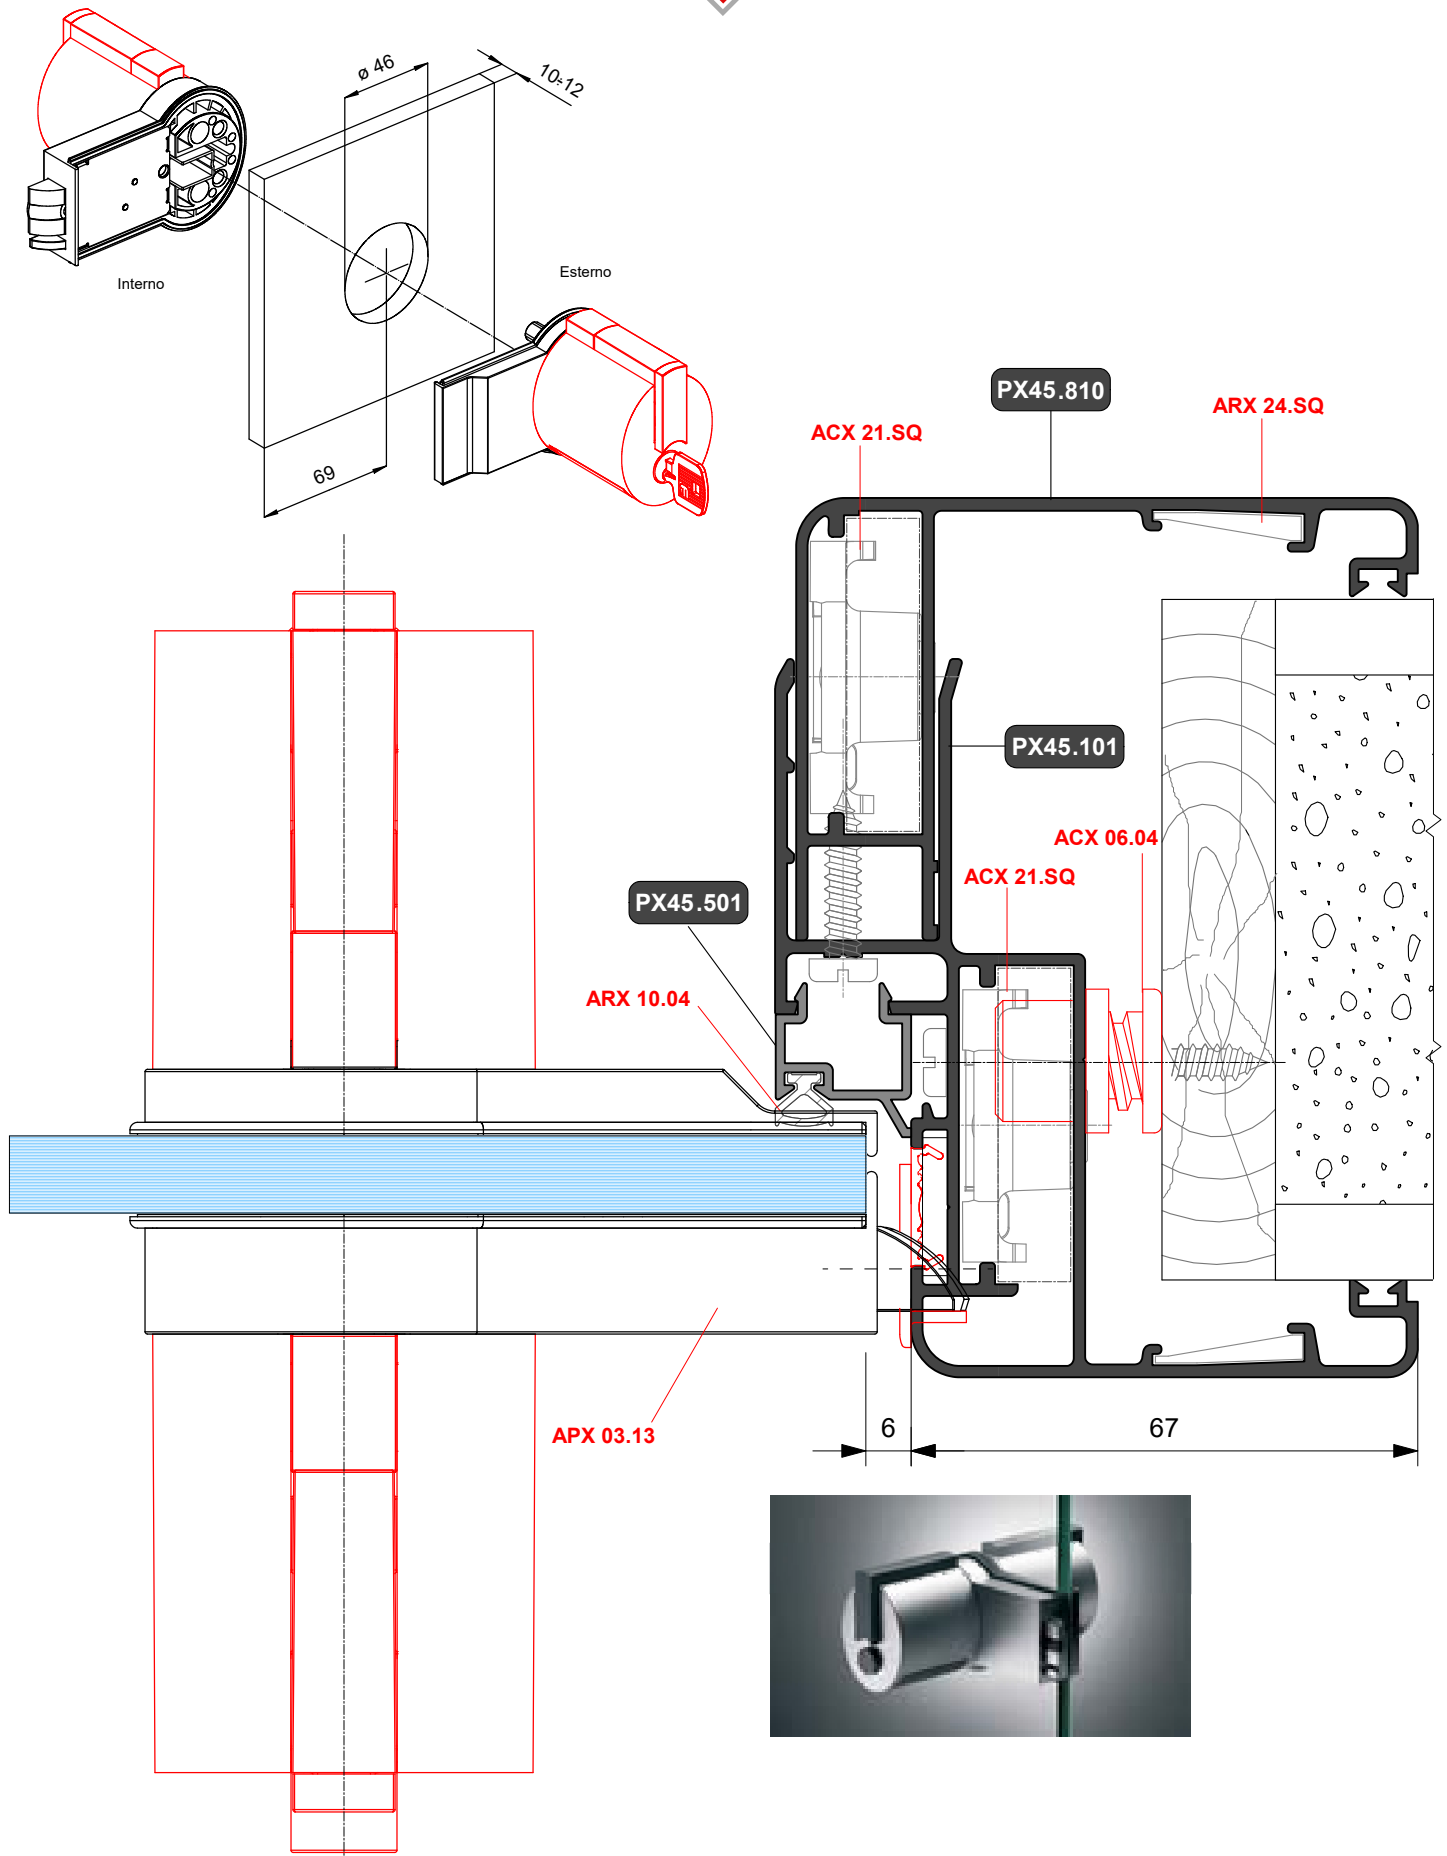 ø 46
10÷12
Interno
Esterno
69
PX45.810
ARX 24.SQ
ACX 21.SQ
PX45.101
ACX 06.04
ACX 21.SQ
PX45.501
ARX 10.04
APX 03.13
6
67